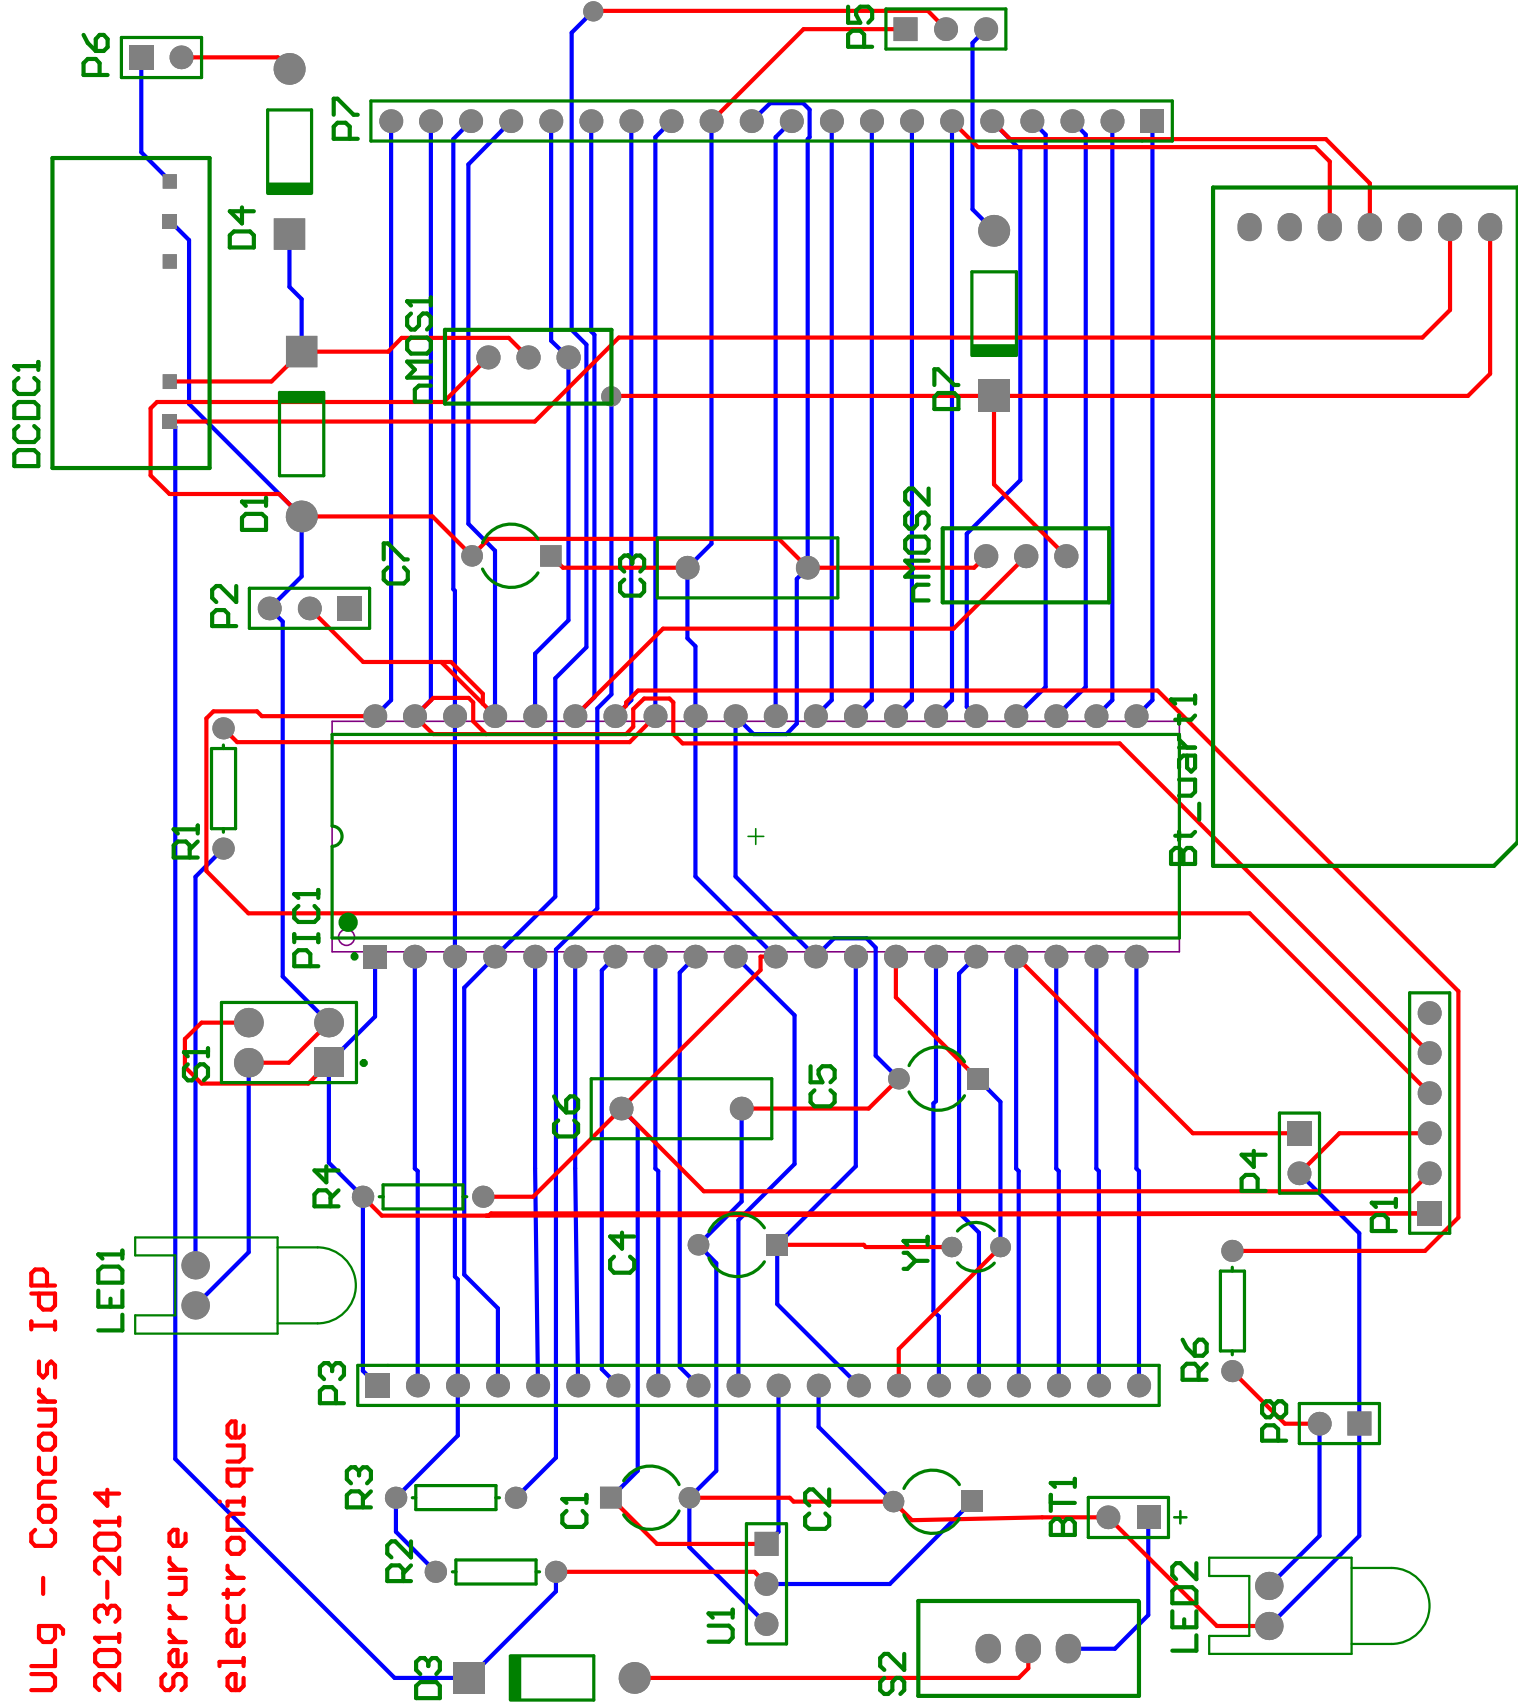 ULg - Concours IdP
2013-2014
Serrure
electronique
P6
DCDC1
D4
P7
P5
nMOS1
D7
D1
C7
C3
nMOS2
P2
R1
PIC1
Bt_uart1
S1
C6
C5
R4
LED1
C4
Y1
P4
P1
P3
R6
R3
C1
C2
BT1
+
P8
R2
U1
LED2
D3
S2